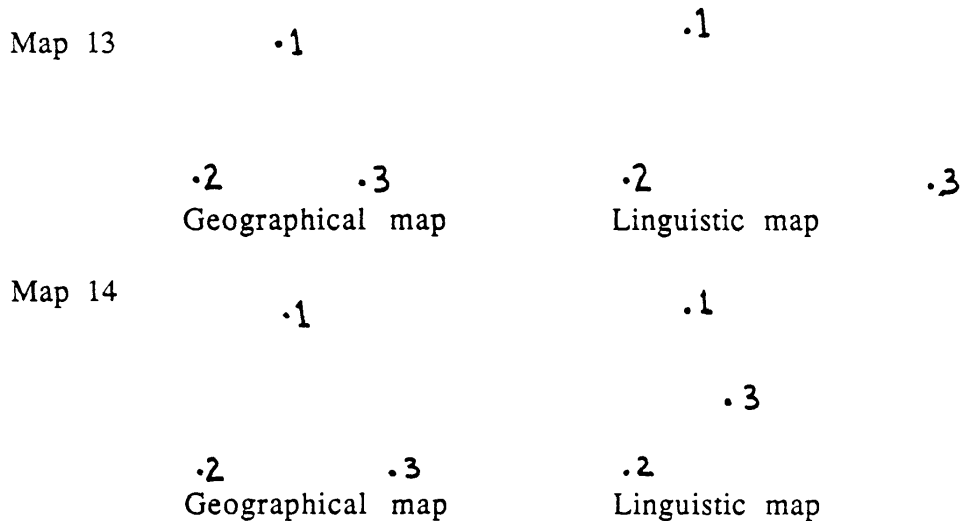 Map 13 .1 .1
.2 .3 .2 .3
Geographical map Linguistic map
Map 14 .1 .1
.3
.2 .3 .2
Geographical map Linguistic map